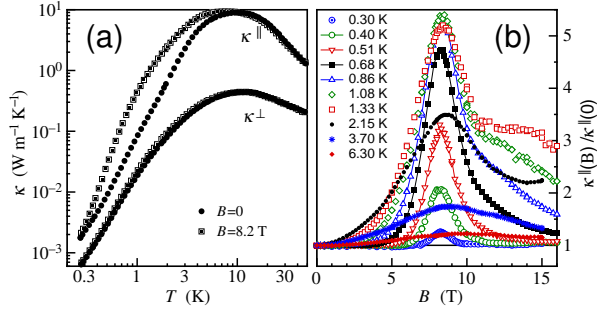 (a)
κ∥
κ⊥
B=0
B=8.2 T
10¹
10⁰
10⁻¹
10⁻²
10⁻³
κ (W m⁻¹ K⁻¹)
0.3 1 3 10 30
T (K)
(b)
0.30 K
0.40 K
0.51 K
0.68 K
0.86 K
1.08 K
1.33 K
2.15 K
3.70 K
6.30 K
0 5 10 15
B (T)
5
4
3
2
1
κ∥(B) /κ∥(0)